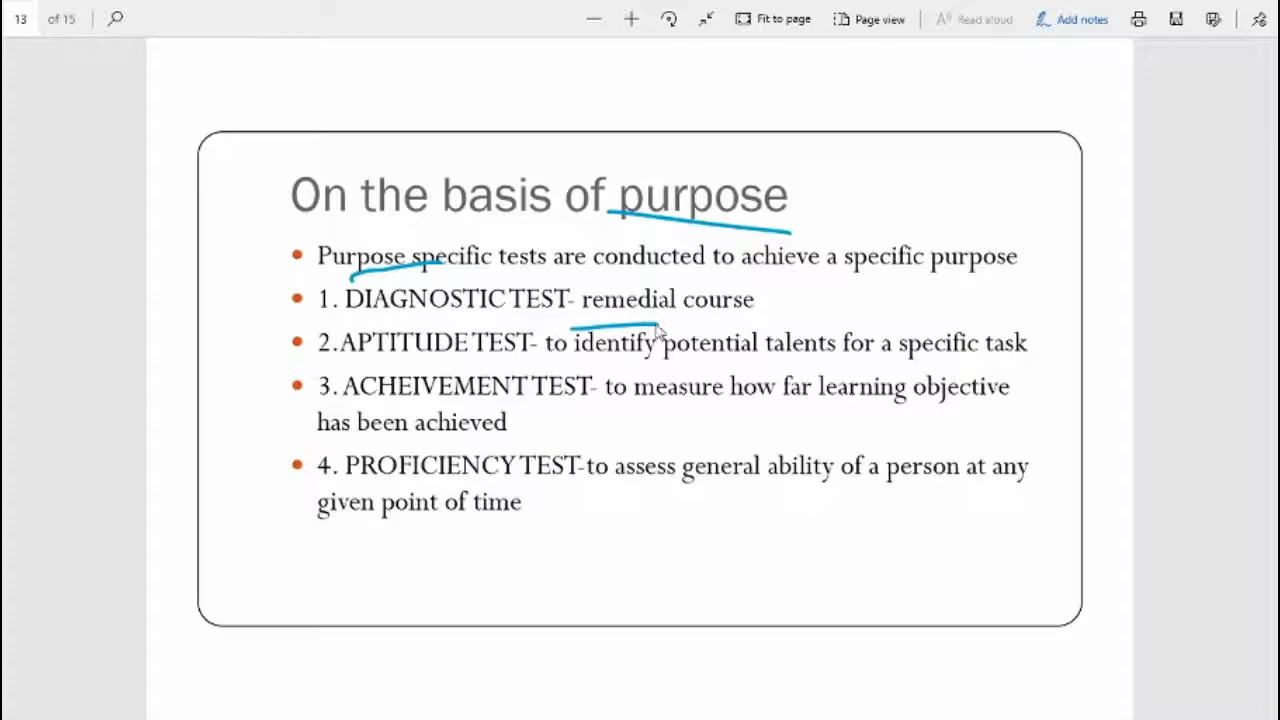 13 of 15 Fit to page Page view Read aloud Add notes
On the basis of purpose
Purpose specific tests are conducted to achieve a specific purpose
1. DIAGNOSTIC TEST- remedial course
2.APTITUDE TEST- to identify potential talents for a specific task
3. ACHEIVEMENT TEST- to measure how far learning objective
has been achieved
4. PROFICIENCY TEST-to assess general ability of a person at any
given point of time